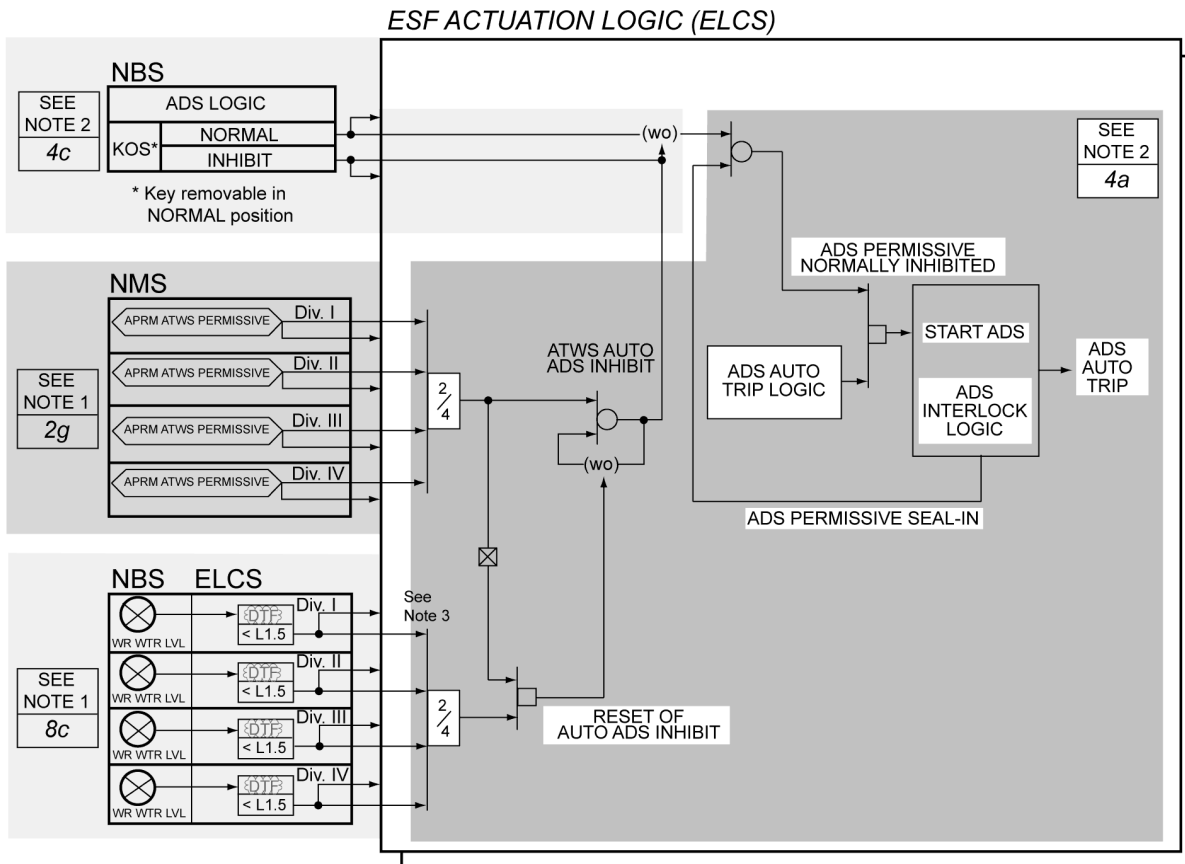 ESF ACTUATION LOGIC (ELCS)
NBS
SEE
NOTE 2
4c
ADS LOGIC
KOS*
NORMAL
INHIBIT
* Key removable in
NORMAL position
(wo)
SEE
NOTE 2
4a
ADS PERMISSIVE
NORMALLY INHIBITED
START ADS
ADS AUTO
TRIP LOGIC
ADS
INTERLOCK
LOGIC
ADS
AUTO
TRIP
ADS PERMISSIVE SEAL-IN
NMS
SEE
NOTE 1
2g
APRM ATWS PERMISSIVE
Div. I
APRM ATWS PERMISSIVE
Div. II
APRM ATWS PERMISSIVE
Div. III
APRM ATWS PERMISSIVE
Div. IV
2/4
ATWS AUTO
ADS INHIBIT
(wo)
NBS ELCS
SEE
NOTE 1
8c
WR WTR LVL
DTF
< L1.5
Div. I
WR WTR LVL
DTF
< L1.5
Div. II
WR WTR LVL
DTF
< L1.5
Div. III
WR WTR LVL
DTF
< L1.5
Div. IV
See
Note 3
2/4
RESET OF
AUTO ADS INHIBIT